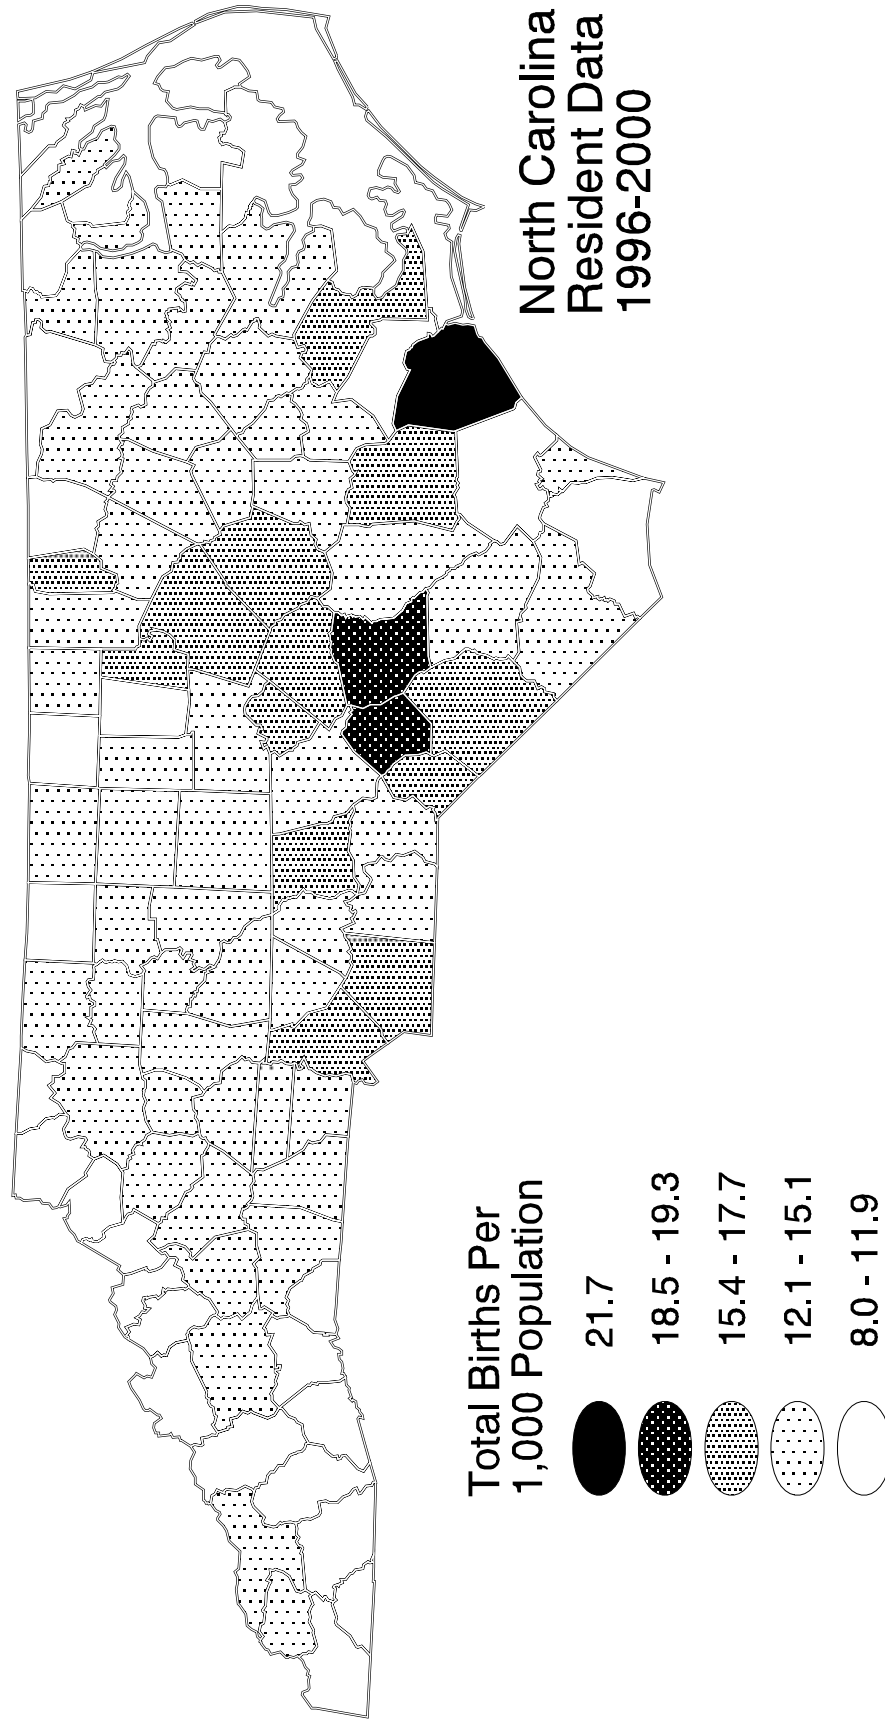 North Carolina
Resident Data
1996-2000
Total Births Per
1,000 Population
21.7
18.5 - 19.3
15.4 - 17.7
12.1 - 15.1
8.0 - 11.9